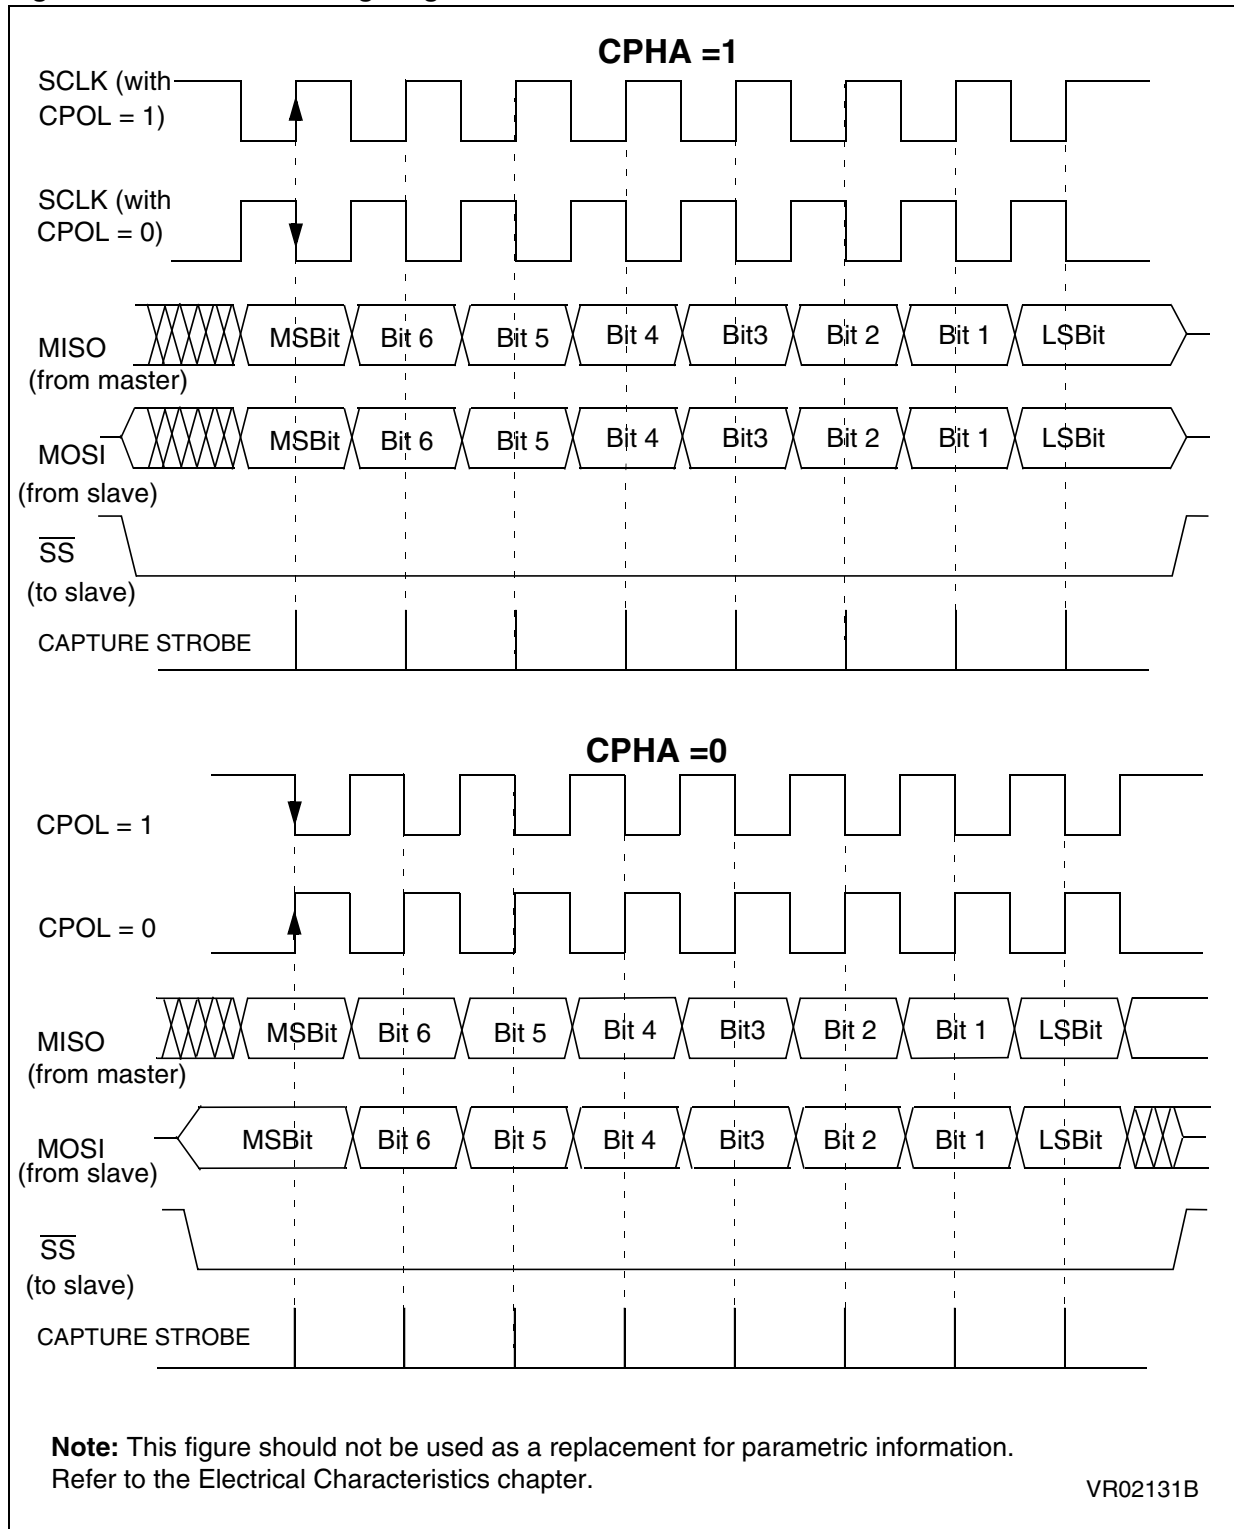 CPHA =1
SCLK (with
CPOL = 1)
SCLK (with
CPOL = 0)
MISO
(from master)
MSBit Bit 6 Bit 5 Bit 4 Bit3 Bit 2 Bit 1 LSBit
MOSI
(from slave)
MSBit Bit 6 Bit 5 Bit 4 Bit3 Bit 2 Bit 1 LSBit
SS
(to slave)
CAPTURE STROBE
CPHA =0
CPOL = 1
CPOL = 0
MISO
(from master)
MSBit Bit 6 Bit 5 Bit 4 Bit3 Bit 2 Bit 1 LSBit
MOSI
(from slave)
MSBit Bit 6 Bit 5 Bit 4 Bit3 Bit 2 Bit 1 LSBit
SS
(to slave)
CAPTURE STROBE
Note: This figure should not be used as a replacement for parametric information.
Refer to the Electrical Characteristics chapter.
VR02131B